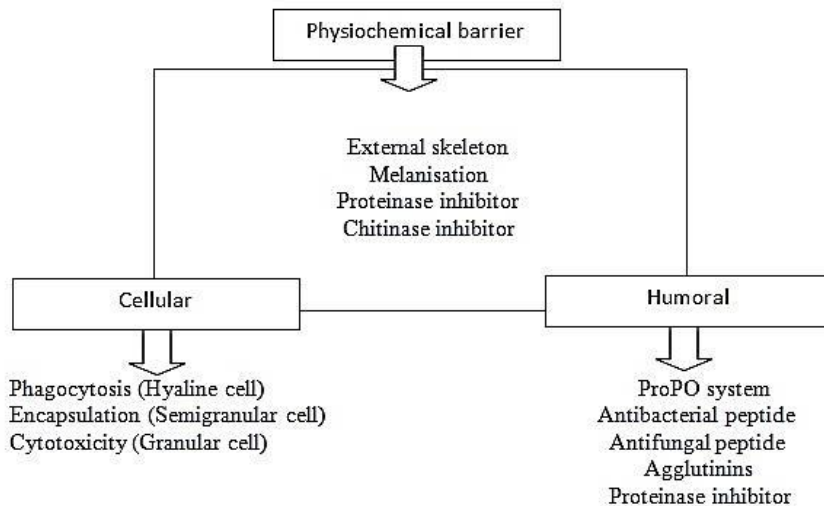 Physiochemical barrier
External skeleton
Melanisation
Proteinase inhibitor
Chitinase inhibitor
Cellular
Humoral
Phagocytosis (Hyaline cell)
Encapsulation (Semigranular cell)
Cytotoxicity (Granular cell)
ProPO system
Antibacterial peptide
Antifungal peptide
Agglutinins
Proteinase inhibitor